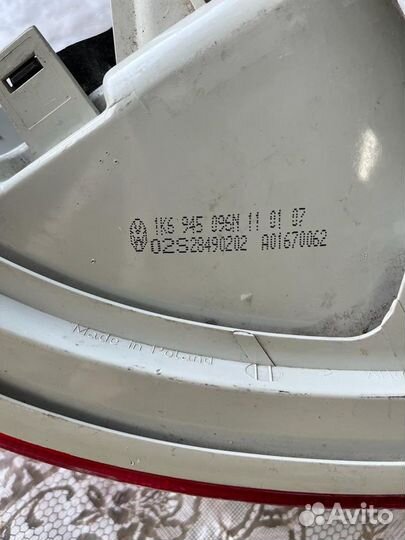 1K6 945 096N 11 01 07
02S28490202 A01670062
Made in Poland
Avito